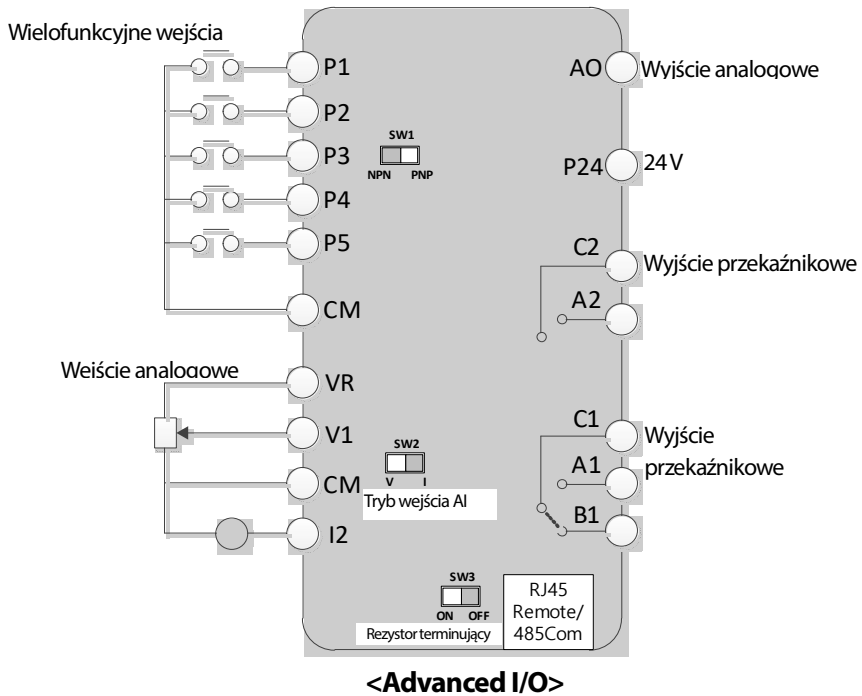 Wielofunkcyjne wejścia
P1
P2
P3
P4
P5
CM
SW1
NPN PNP
AO Wyjście analogowe
P24 24 V
C2 Wyjście przekaźnikowe
A2
Wejście analogowe
VR
V1
CM
I2
SW2
V I
Tryb wejścia AI
C1 Wyjście
przekaźnikowe
A1
B1
SW3
ON OFF
Rezystor terminujący
RJ45
Remote/
485Com
<Advanced I/O>